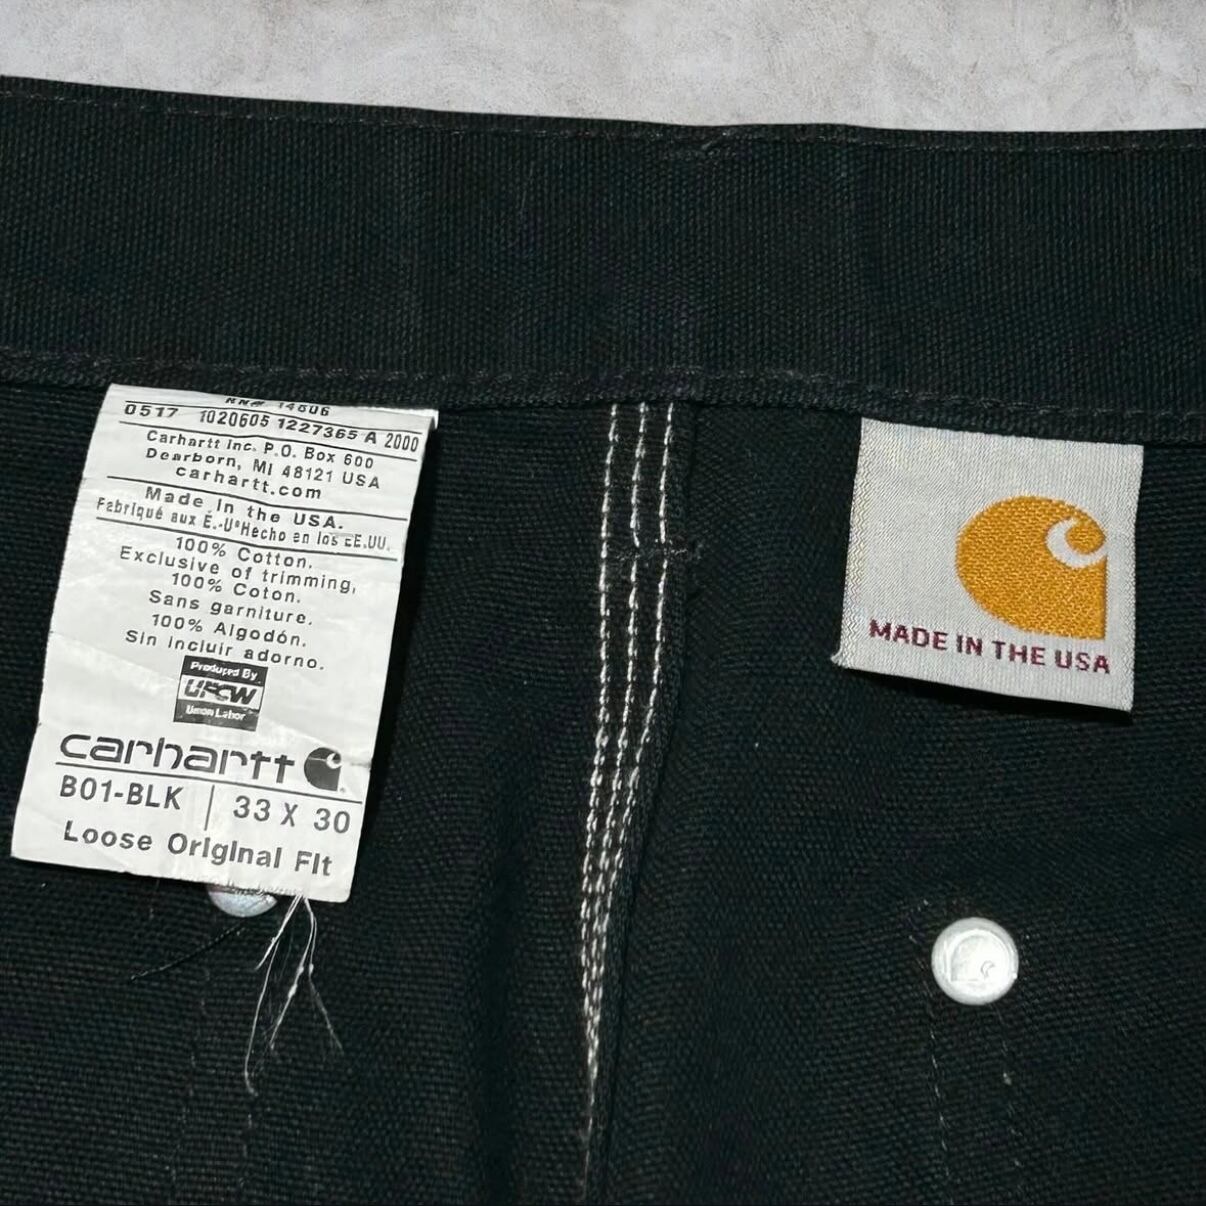 RN# 14806
0517 1020605 1227365 A 2000
Carhartt Inc. P.O. Box 600
Dearborn, MI 48121 USA
carhartt.com
Made in the USA.
Fabriqué aux É.-U Hecho en los EE.UU.
100% Cotton.
Exclusive of trimming,
100% Coton.
Sans garniture.
100% Algodón.
Sin incluir adorno.
Produced By
UFCW
Union Labor
carhartt
B01-BLK | 33 X 30
Loose Original Fit
MADE IN THE USA